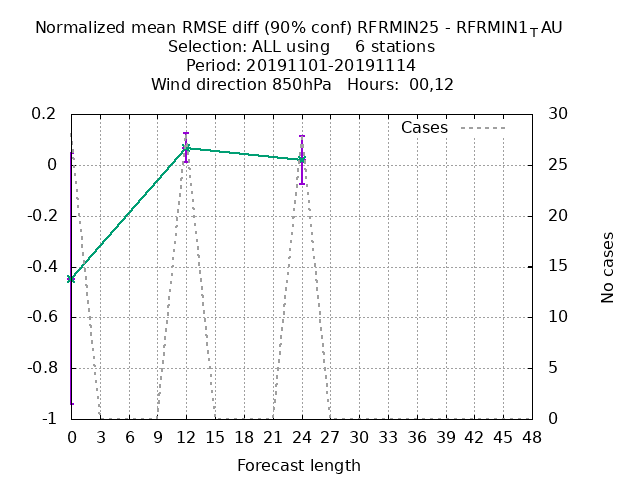 Normalized mean RMSE diff (90% conf) RFRMIN25 - RFRMIN1TAU
Selection: ALL using     6 stations
Period: 20191101-20191114
Wind direction 850hPa   Hours:  00,12
Cases
0.2
0
-0.2
-0.4
-0.6
-0.8
-1
30
25
20
15
10
5
0
No cases
0 3 6 9 12 15 18 21 24 27 30 33 36 39 42 45 48
Forecast length